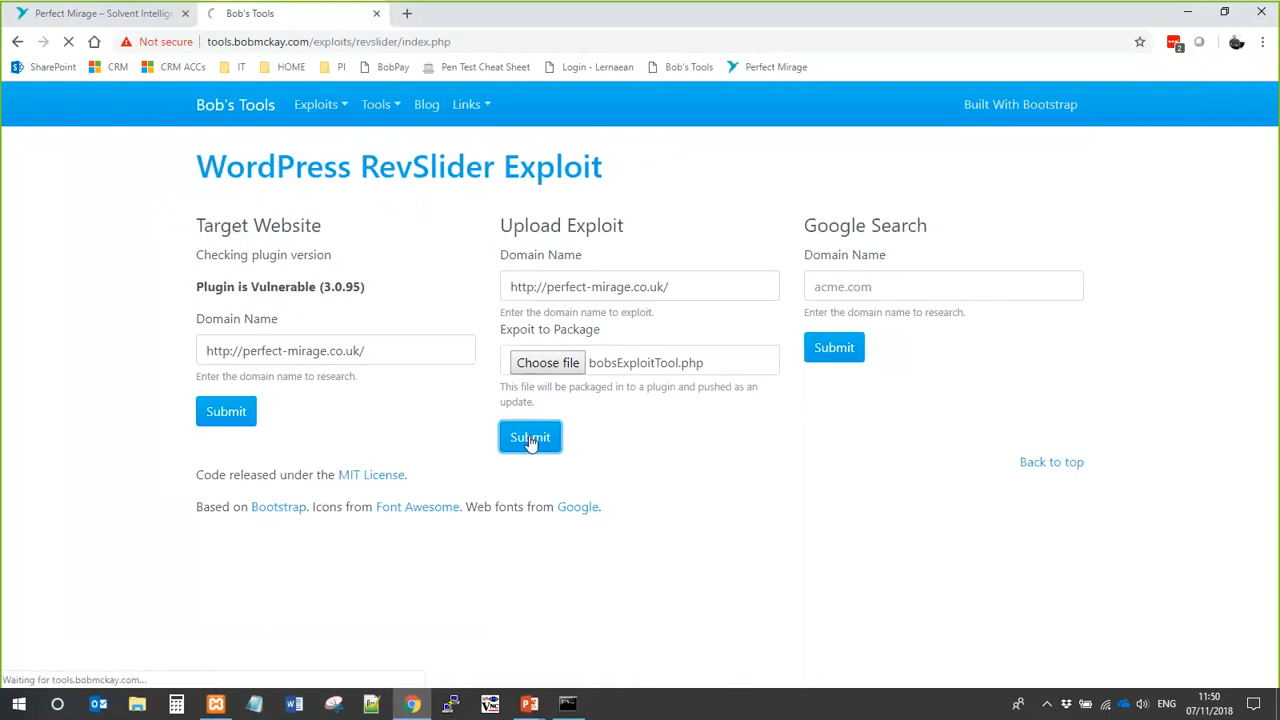 Perfect Mirage – Solvent Intellig
Bob's Tools
Not secure
tools.bobmckay.com/exploits/revslider/index.php
2
SharePoint
CRM
CRM ACCs
IT
HOME
PI
BobPay
Pen Test Cheat Sheet
Login - Lernaean
Bob's Tools
Perfect Mirage
Bob's Tools
Exploits
Tools
Blog
Links
Built With Bootstrap
WordPress RevSlider Exploit
Target Website
Checking plugin version
Plugin is Vulnerable (3.0.95)
Domain Name
http://perfect-mirage.co.uk/
Enter the domain name to research.
Submit
Upload Exploit
Domain Name
http://perfect-mirage.co.uk/
Enter the domain name to exploit.
Expoit to Package
Choose file bobsExploitTool.php
This file will be packaged in to a plugin and pushed as an
update.
Submit
Google Search
Domain Name
acme.com
Enter the domain name to research.
Submit
Back to top
Code released under the MIT License.
Based on Bootstrap. Icons from Font Awesome. Web fonts from Google.
Waiting for tools.bobmckay.com...
ENG
11:50
07/11/2018